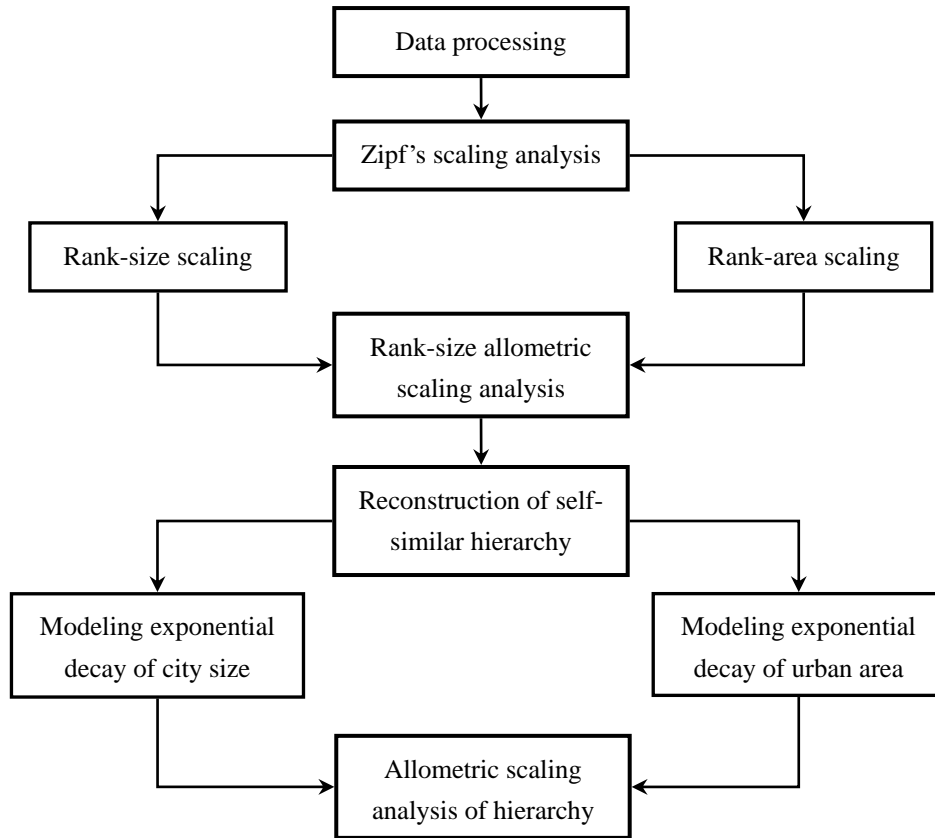 Data processing
Zipf's scaling analysis
Rank-size scaling
Rank-area scaling
Rank-size allometric
scaling analysis
Reconstruction of self-
similar hierarchy
Modeling exponential
decay of city size
Modeling exponential
decay of urban area
Allometric scaling
analysis of hierarchy